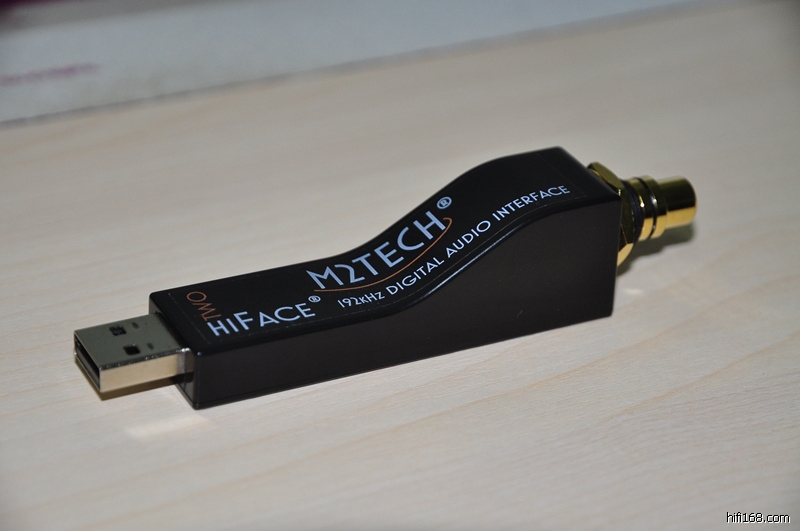 TWO
HIFACE®
M2TECH®
192KHZ DIGITAL AUDIO INTERFACE
hifi168.com